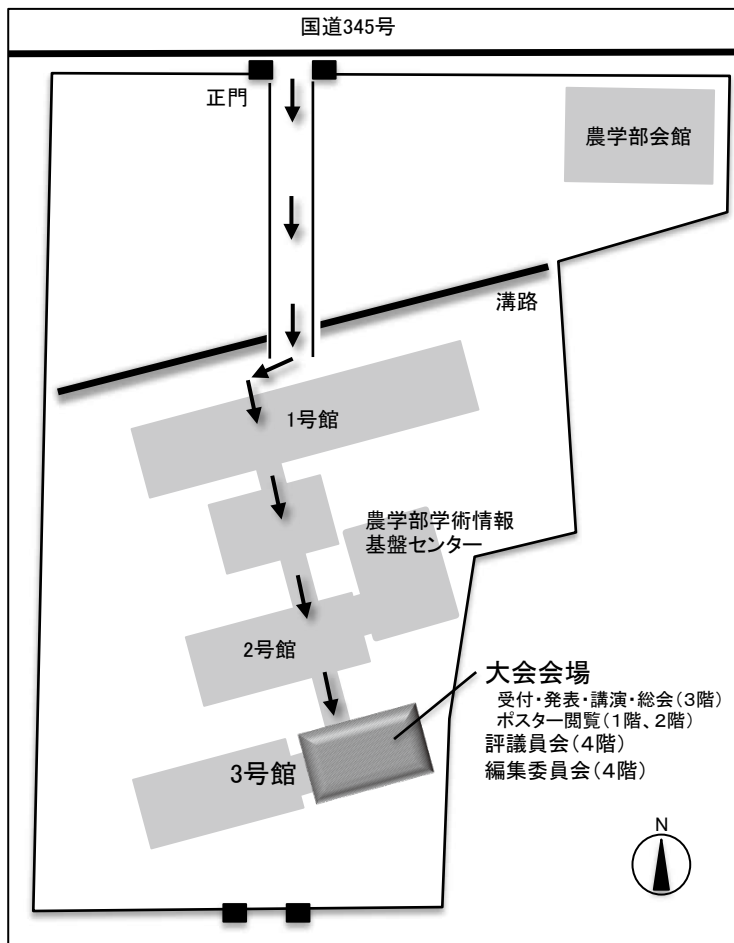 国道345号
正門
農学部会館
溝路
1号館
農学部学術情報
基盤センター
2号館
大会会場
受付・発表・講演・総会(3階)
ポスター閲覧(1階、2階)
評議員会(4階)
編集委員会(4階)
3号館
N